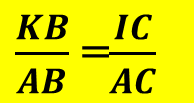 KB/AB = IC/AC